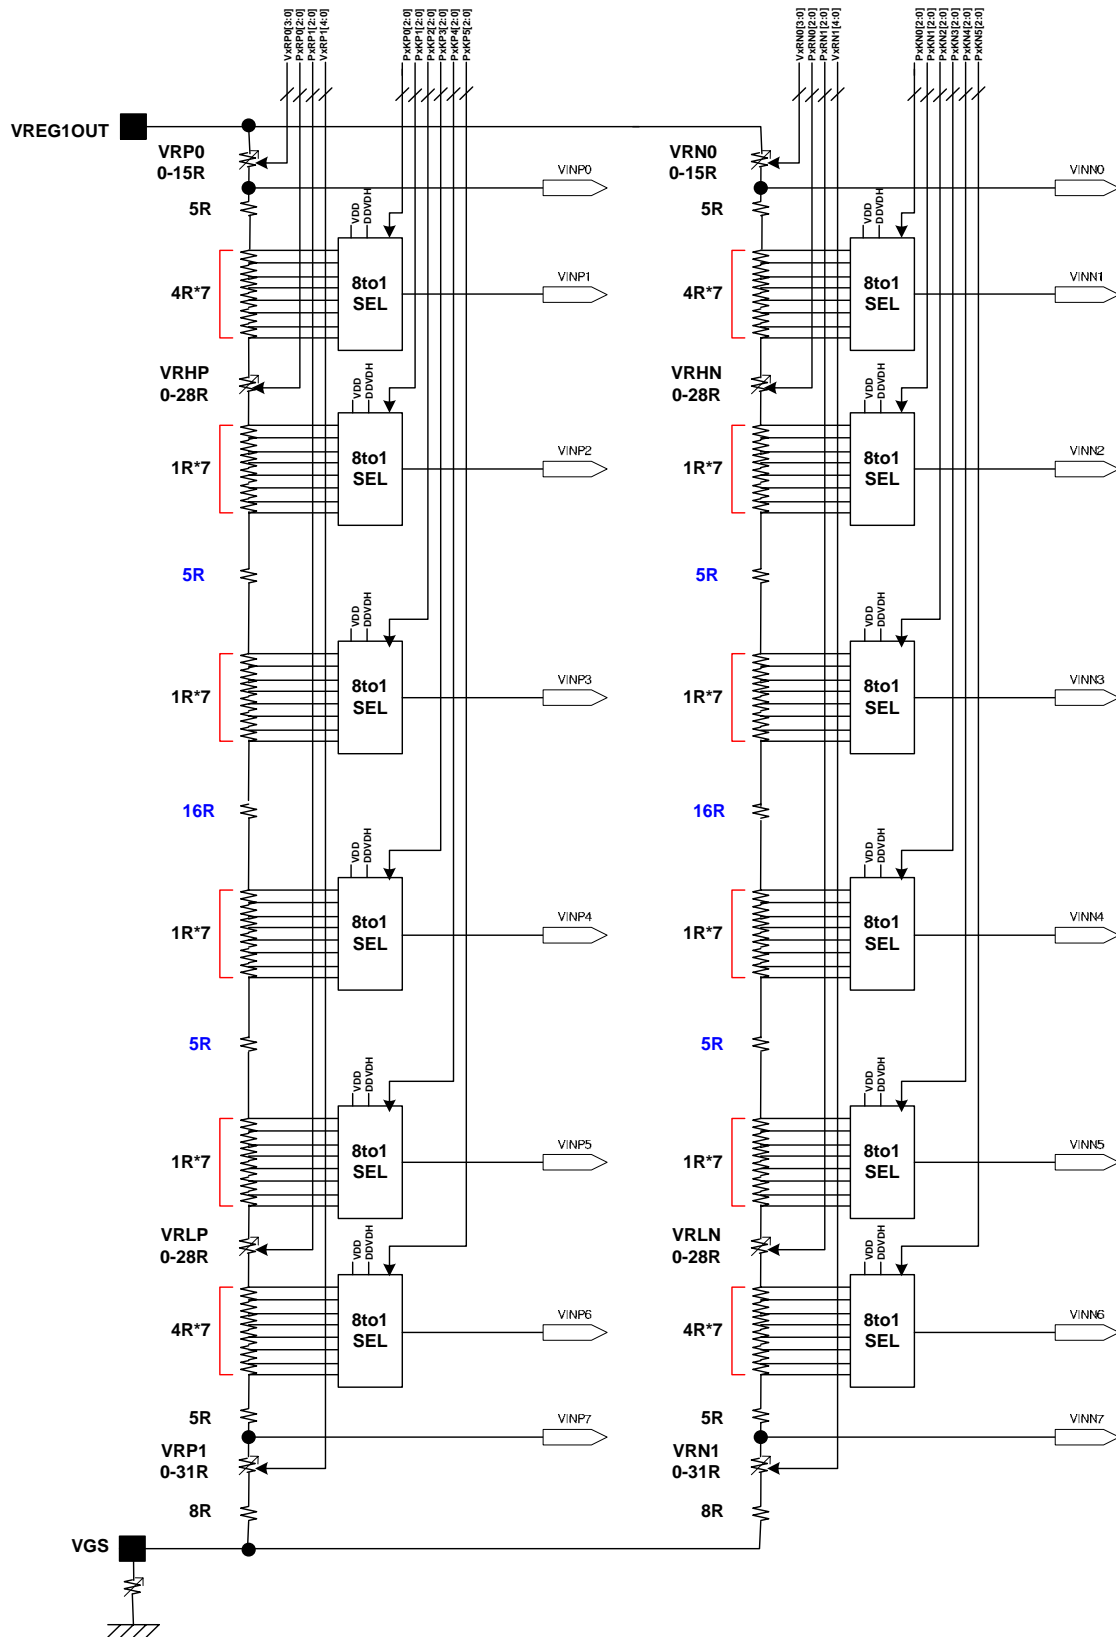 VxRP0[3:0]
PxRP0[2:0]
PxRP1[2:0]
VxRP1[4:0]
PxKP0[2:0]
PxKP1[2:0]
PxKP2[2:0]
PxKP3[2:0]
PxKP4[2:0]
PxKP5[2:0]
VxRN0[3:0]
PxRN0[2:0]
PxRN1[2:0]
VxRN1[4:0]
PxKN0[2:0]
PxKN1[2:0]
PxKN2[2:0]
PxKN3[2:0]
PxKN4[2:0]
PxKN5[2:0]
VREG1OUT
VRP0
0-15R
VINP0
VRN0
0-15R
VINN0
5R
VDD
DDVDH
5R
VDD
DDVDH
4R*7
8to1
SEL
VINP1
4R*7
8to1
SEL
VINN1
VRHP
0-28R
VDD
DDVDH
VRHN
0-28R
VDD
DDVDH
1R*7
8to1
SEL
VINP2
1R*7
8to1
SEL
VINN2
5R
5R
VDD
DDVDH
VDD
DDVDH
1R*7
8to1
SEL
VINP3
1R*7
8to1
SEL
VINN3
16R
16R
VDD
DDVDH
VDD
DDVDH
1R*7
8to1
SEL
VINP4
1R*7
8to1
SEL
VINN4
5R
5R
VDD
DDVDH
VDD
DDVDH
1R*7
8to1
SEL
VINP5
1R*7
8to1
SEL
VINN5
VRLP
0-28R
VDD
DDVDH
VRLN
0-28R
VDD
DDVDH
4R*7
8to1
SEL
VINP6
4R*7
8to1
SEL
VINN6
5R
VINP7
5R
VINN7
VRP1
0-31R
VRN1
0-31R
8R
8R
VGS